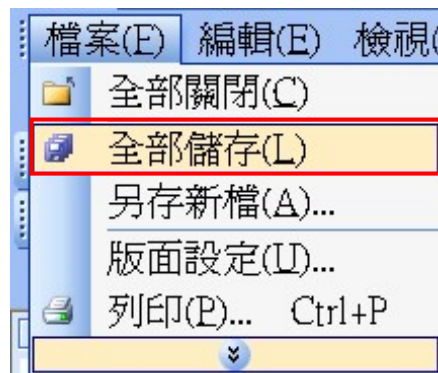 檔案(F) 編輯(E) 檢視(
全部關閉(C)
全部儲存(L)
另存新檔(A)...
版面設定(U)...
列印(P)... Ctrl+P